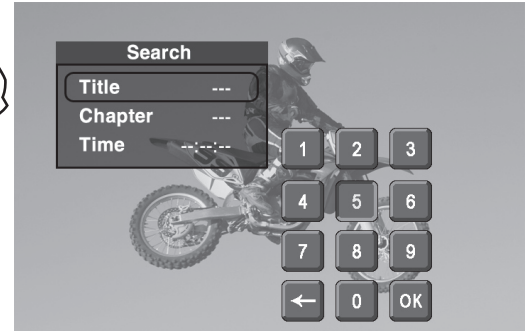 Search
Title ---
Chapter ---
Time --:--:--
1 2 3
4 5 6
7 8 9
← 0 OK